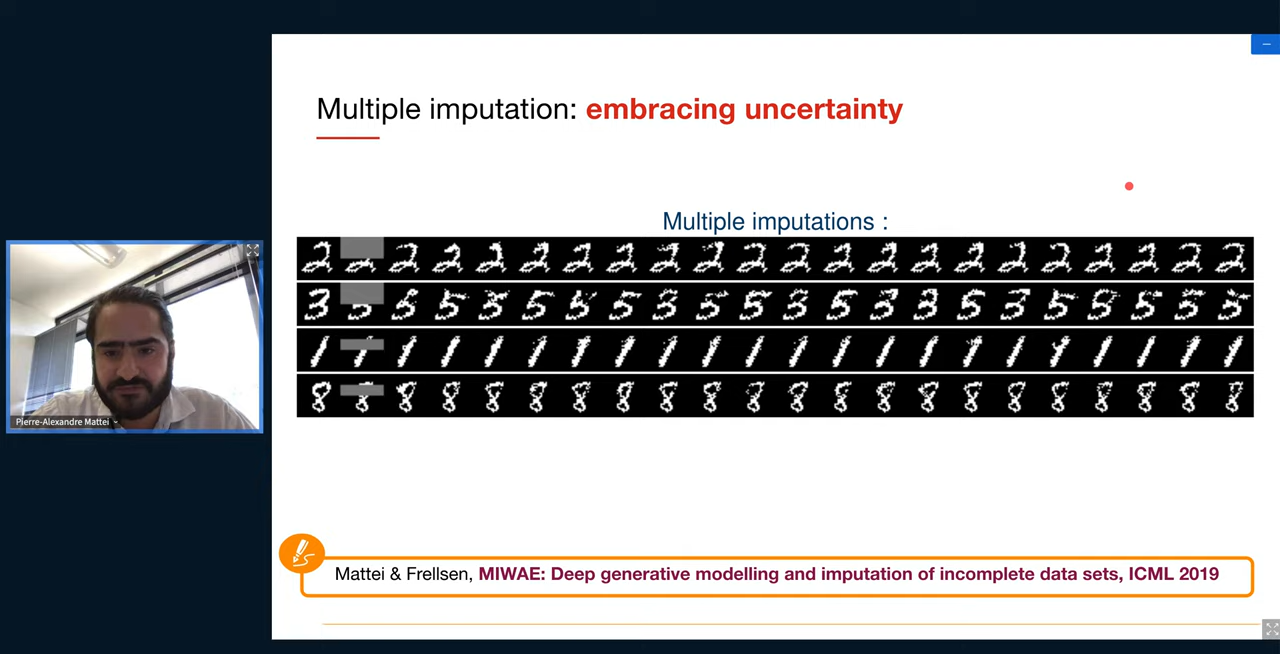 Multiple imputation: embracing uncertainty
Multiple imputations :
Pierre-Alexandre Mattei
Mattei & Frellsen, MIWAE: Deep generative modelling and imputation of incomplete data sets, ICML 2019